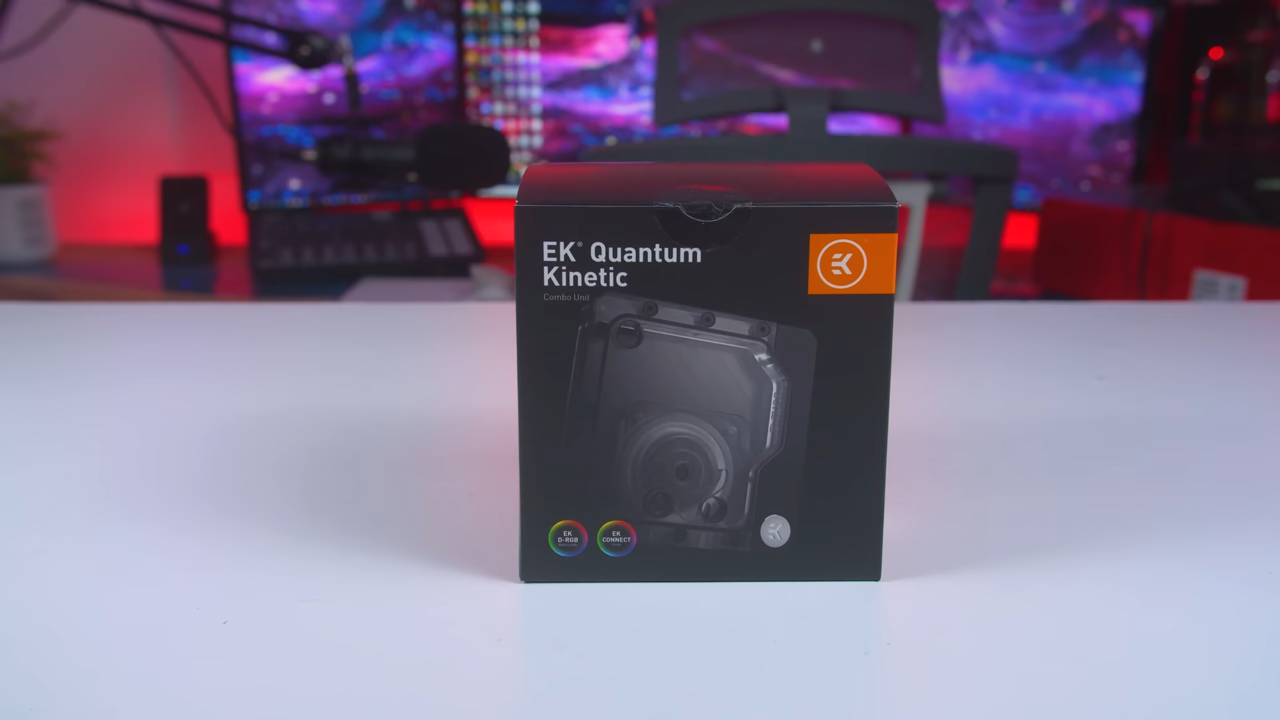 EK® Quantum
Kinetic
Combo Unit
EK
D-RGB
EK
CONNECT